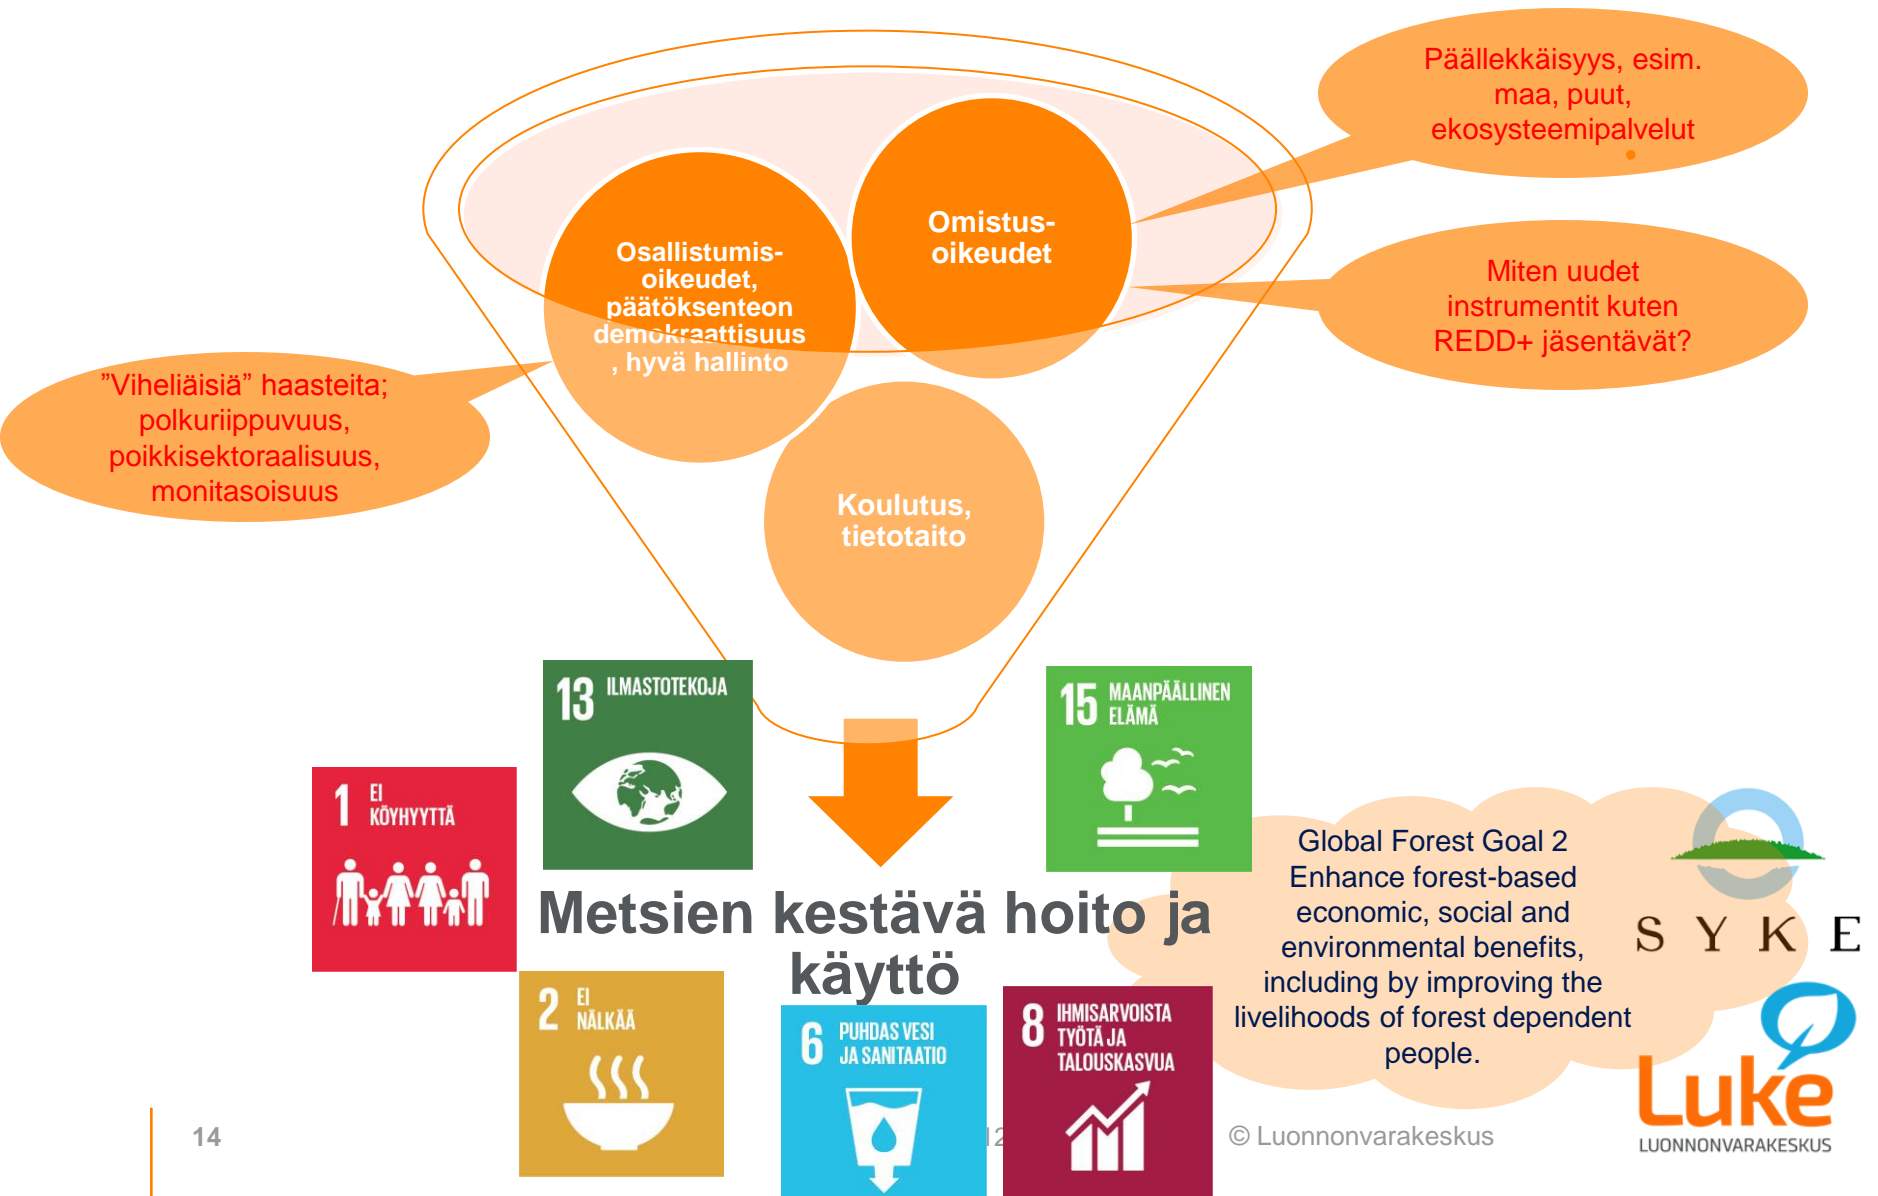 Päällekkäisyys, esim.
maa, puut,
ekosysteemipalvelut
Omistus-
oikeudet
Osallistumis-
oikeudet,
päätöksenteon
demokraattisuus
, hyvä hallinto
Miten uudet
instrumentit kuten
REDD+ jäsentävät?
”Viheliäisiä” haasteita;
polkuriippuvuus,
poikkisektoraalisuus,
monitasoisuus
Koulutus,
tietotaito
13 ILMASTOTEKOJA
15 MAANPÄÄLLINEN
ELÄMÄ
1 EI
KÖYHYYTTÄ
Metsien kestävä hoito ja
käyttö
Global Forest Goal 2
Enhance forest-based
economic, social and
environmental benefits,
including by improving the
livelihoods of forest dependent
people.
SYKE
2 EI
NÄLKÄÄ
6 PUHDAS VESI
JA SANITAATIO
8 IHMISARVOISTA
TYÖTÄ JA
TALOUSKASVUA
Luke
LUONNONVARAKESKUS
14
© Luonnonvarakeskus